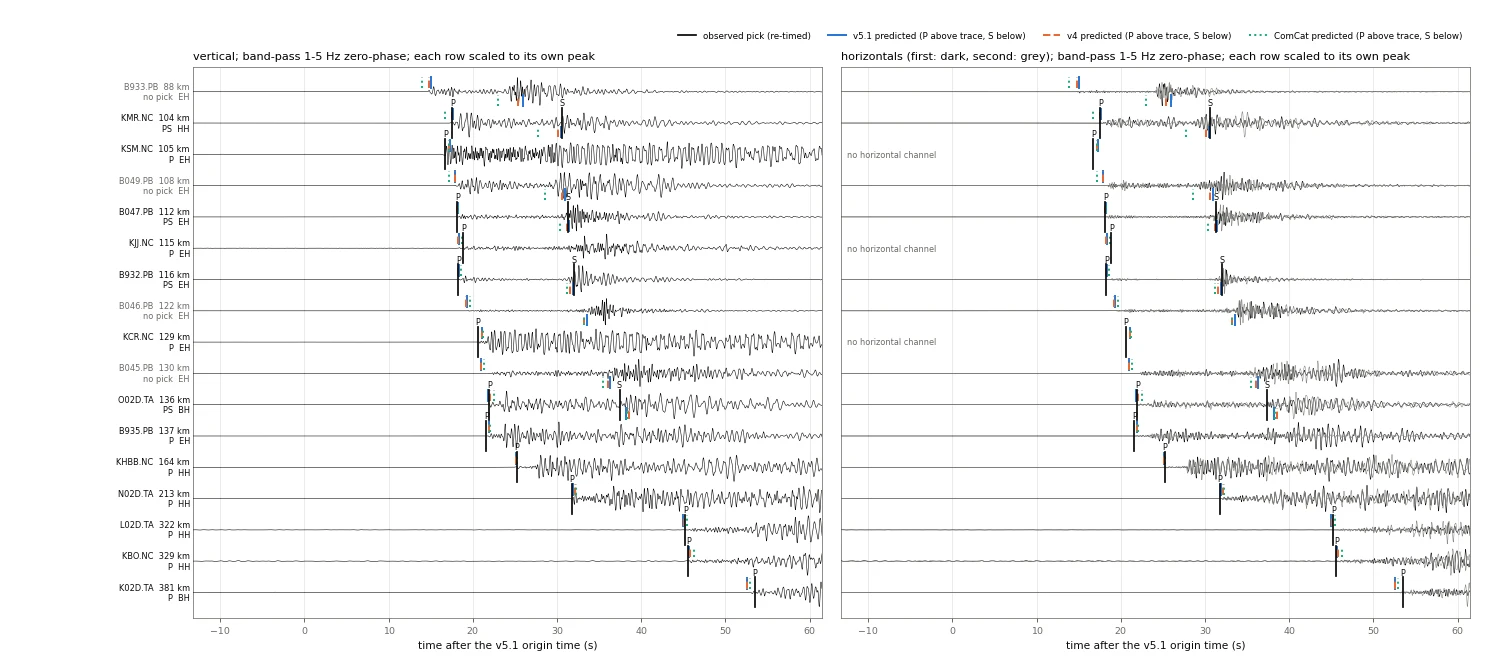 observed pick (re-timed)   v5.1 predicted (P above trace, S below)   v4 predicted (P above trace, S below)   ComCat predicted (P above trace, S below)
vertical; band-pass 1-5 Hz zero-phase; each row scaled to its own peak   horizontals (first: dark, second: grey); band-pass 1-5 Hz zero-phase; each row scaled to its own peak
B933.PB 88 km
no pick EH
P S P S
KMR.NC 104 km
PS HH
P P
KSM.NC 105 km
P EH
no horizontal channel
B049.PB 108 km
no pick EH
P S P S
B047.PB 112 km
PS EH
P P
KJJ.NC 115 km
P EH
no horizontal channel
P S P S
B932.PB 116 km
PS EH
B046.PB 122 km
no pick EH
P P
KCR.NC 129 km
P EH
no horizontal channel
B045.PB 130 km
no pick EH
P S P S
O02D.TA 136 km
PS BH
P P
B935.PB 137 km
P EH
P P
KHBB.NC 164 km
P HH
P P
N02D.TA 213 km
P HH
P P
L02D.TA 322 km
P HH
P P
KBO.NC 329 km
P HH
P P
K02D.TA 381 km
P BH
−10 0 10 20 30 40 50 60 −10 0 10 20 30 40 50 60
time after the v5.1 origin time (s)   time after the v5.1 origin time (s)